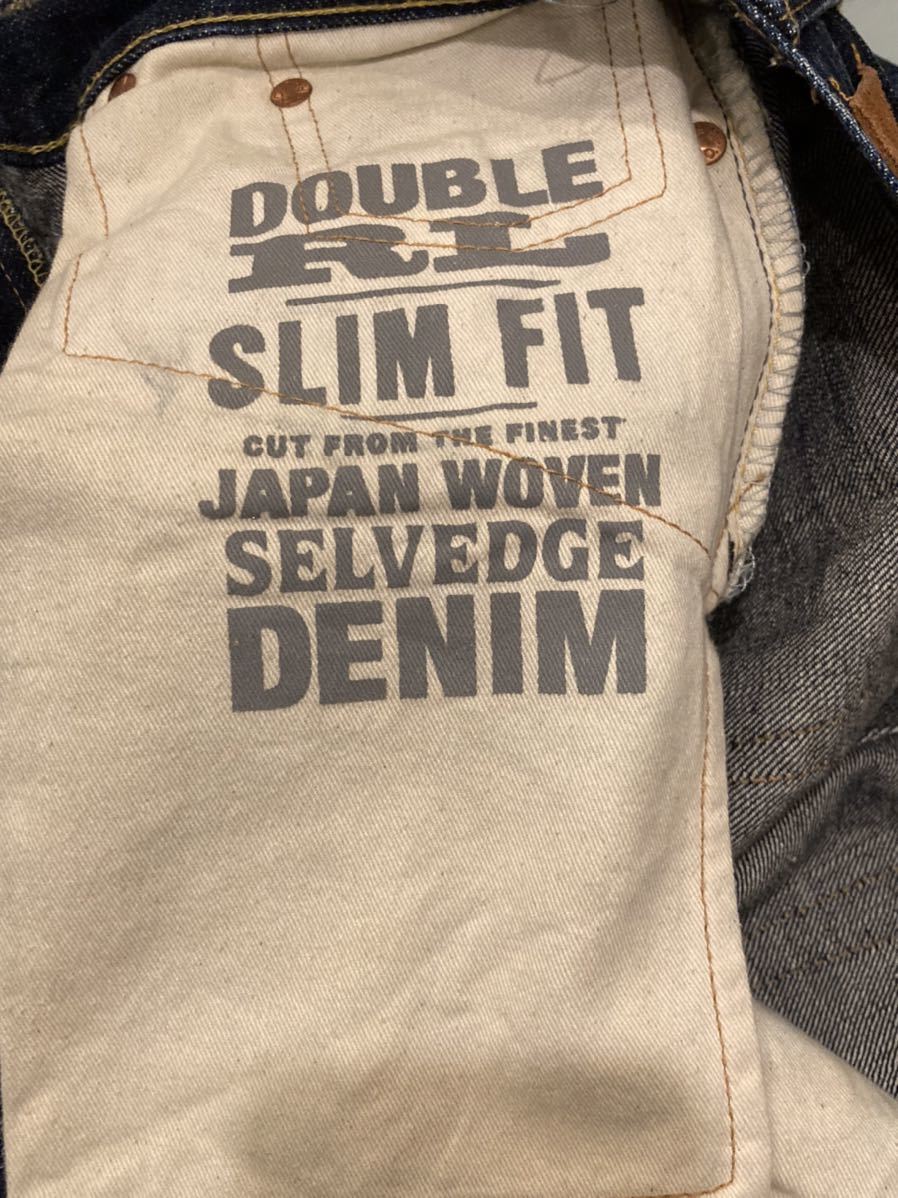 DOUBLE
RL
SLIM FIT
CUT FROM THE FINEST
JAPAN WOVEN
SELVEDGE
DENIM